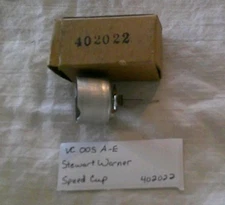 402022
VC 005 A-E
Stewart Warner
Speed Cup 402022